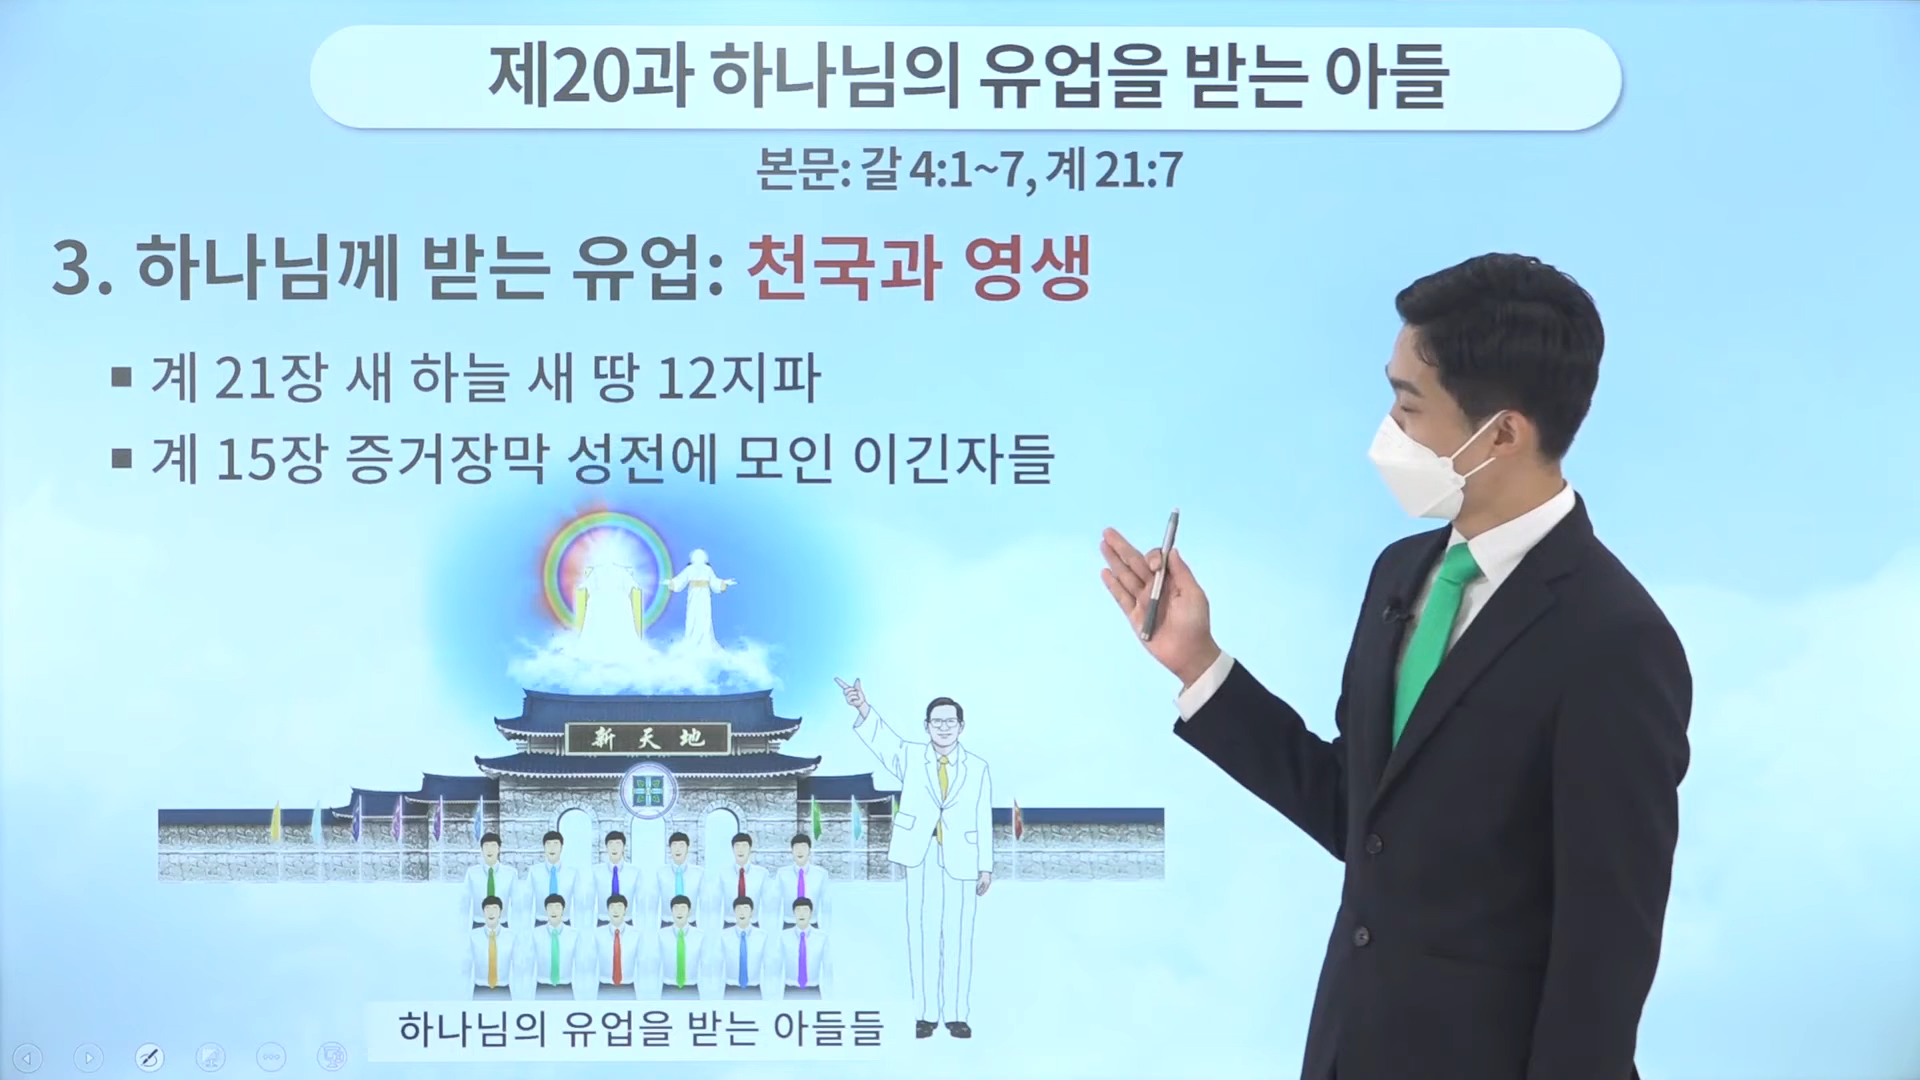 제20과 하나님의 유업을 받는 아들
본문: 갈 4:1~7, 계 21:7
3. 하나님께 받는 유업: 천국과 영생
▪ 계 21장 새 하늘 새 땅 12지파
▪ 계 15장 증거장막 성전에 모인 이긴자들
新天地
하나님의 유업을 받는 아들들